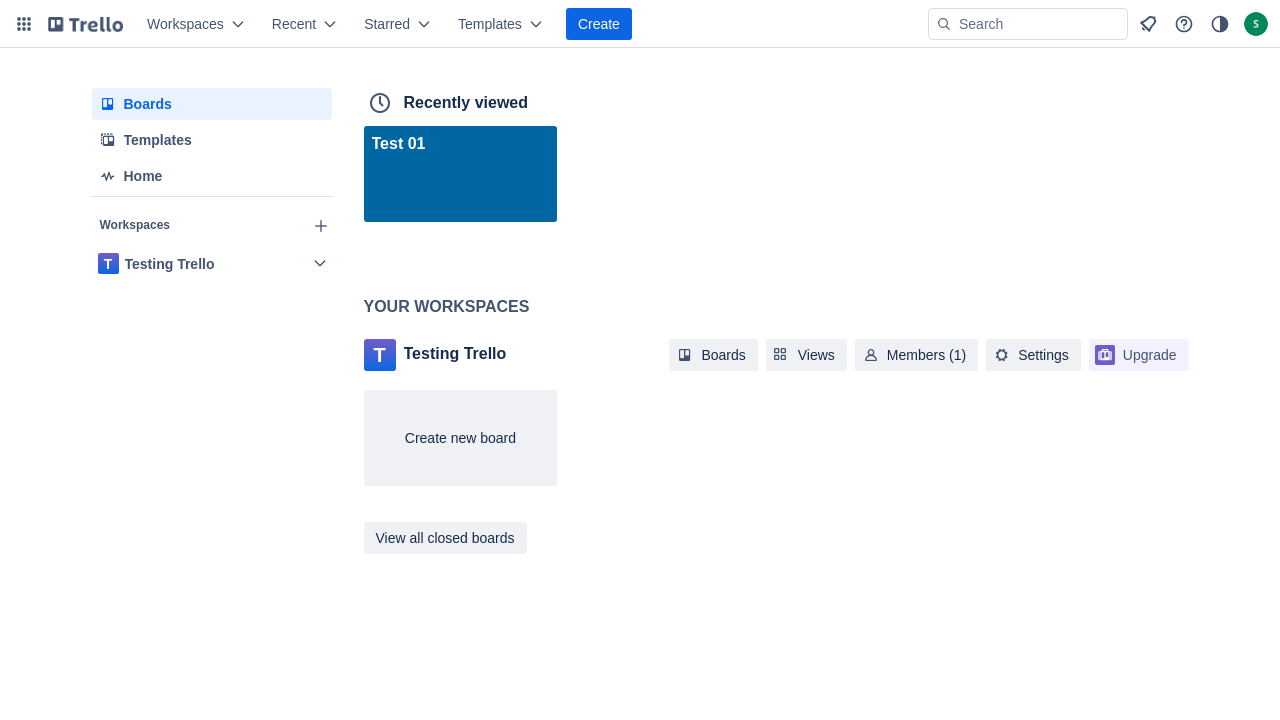 Trello Workspaces Recent Starred Templates Create Search S
Boards
Templates
Home
Workspaces
T Testing Trello
Recently viewed
Test 01
YOUR WORKSPACES
T Testing Trello Boards Views Members (1) Settings Upgrade
Create new board
View all closed boards